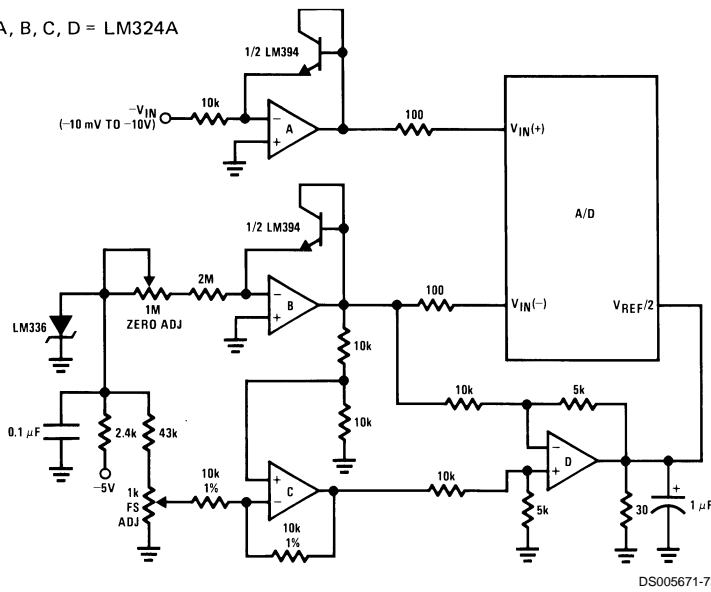 A, B, C, D = LM324A
1/2 LM394
10k
−VIN
(−10 mV TO −10V)
−
+
A
100
VIN(+)
A/D
1/2 LM394
2M
1M
ZERO ADJ
−
+
B
100
VIN(−)
VREF/2
LM336
10k
10k
10k
5k
0.1 μF
2.4k
43k
−5V
1k
FS
ADJ
10k
1%
+
−
C
10k
1%
10k
−
+
D
5k
30
+
1 μF
DS005671-7